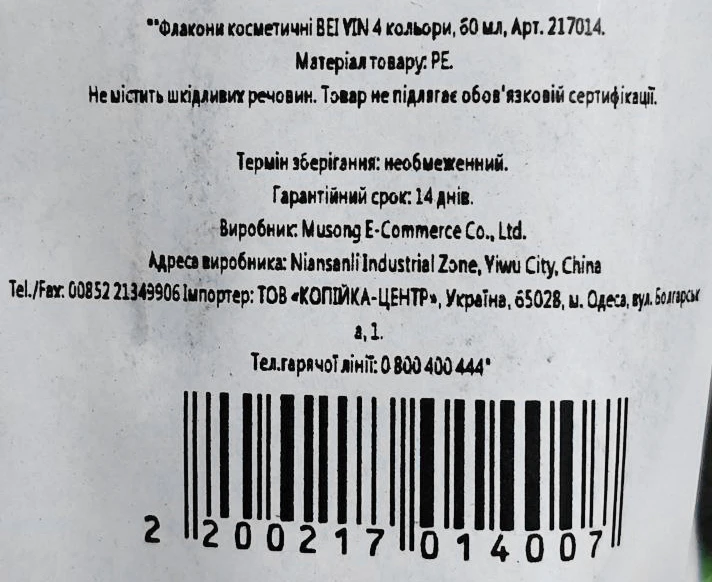 "*Флакони косметичні BEI YIN 4 кольори, 60 мл, Арт. 217014.
Матеріал товару: PE.
Не містить шкідливих речовин. Товар не підлягає обов'язковій сертифікації.
Термін зберігання: необмеженний.
Гарантійний срок: 14 днів.
Виробник: Musong E-Commerce Co., Ltd.
Адреса виробника: Niansanli Industrial Zone, Yiwu City, China
Tel./Fax: 00852 21349906 Імпортер: ТОВ «КОПІЙКА-ЦЕНТР», Україна, 65028, м. Одеса, вул. Болгарськ
а, 1.
Тел.гарячої лінії: 0 800 400 444"
2 200217 014007